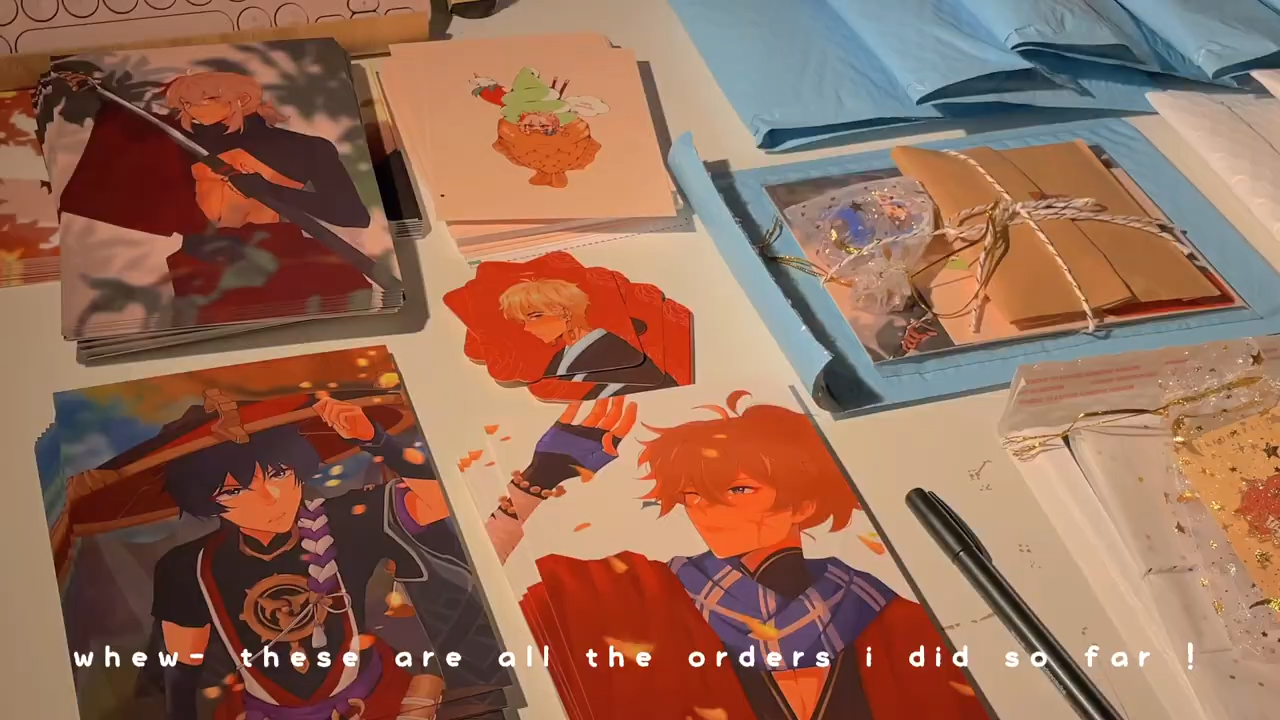 whew- these are all the orders i did so far !